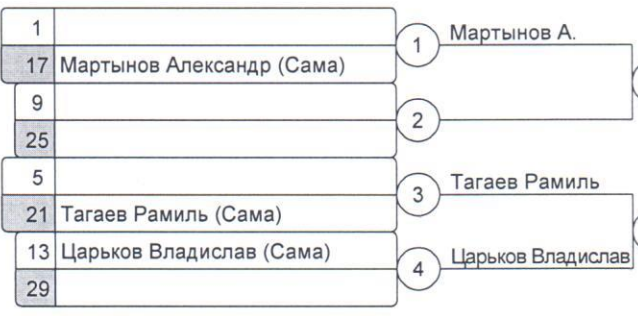 1
1 Мартынов А.
17 Мартынов Александр (Сама)
9
2
25
5
3 Тагаев Рамиль
21 Тагаев Рамиль (Сама)
13 Царьков Владислав (Сама)
4 Царьков Владислав
29